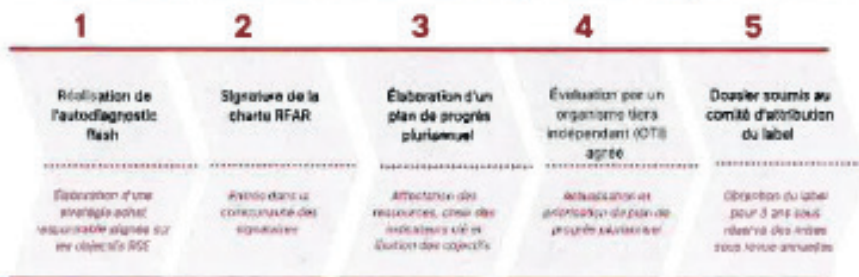 1
2
3
4
5
Réalisation de
l'autodiagnostic
flash
Signature de la
charte RFAR
Élaboration d'un
plan de progrès
pluriannuel
Évaluation par un
organisme tiers
indépendant (OTI)
agréé
Dossier soumis au
comité d'attribution
du label
Élaboration d'une
stratégie achat
responsable alignée sur
les objectifs RSE
Entrée dans la
communauté des
signataires
Affectation des
ressources, choix des
indicateurs clé et
fixation des objectifs
Actualisation et
priorisation du plan de
progrès pluriannuel
Obtention du label
pour 3 ans sous
réserve des mises
sous revue annuelles